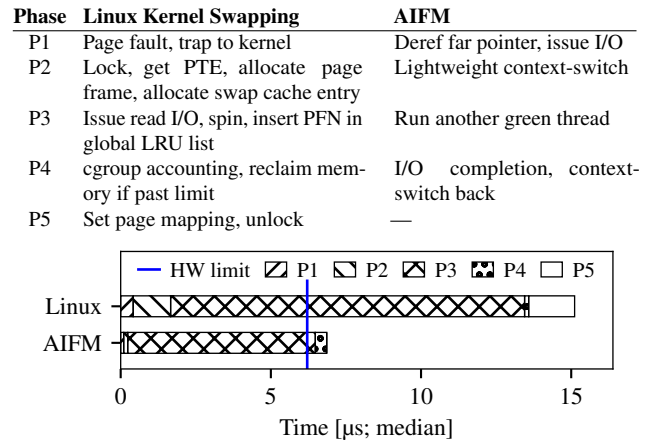 Phase Linux Kernel Swapping AIFM
P1 Page fault, trap to kernel Deref far pointer, issue I/O
P2 Lock, get PTE, allocate page Lightweight context-switch
frame, allocate swap cache entry
P3 Issue read I/O, spin, insert PFN in Run another green thread
global LRU list
P4 cgroup accounting, reclaim mem- I/O completion, context-
ory if past limit switch back
P5 Set page mapping, unlock —
HW limit P1 P2 P3 P4 P5
Linux
AIFM
0 5 10 15
Time [µs; median]